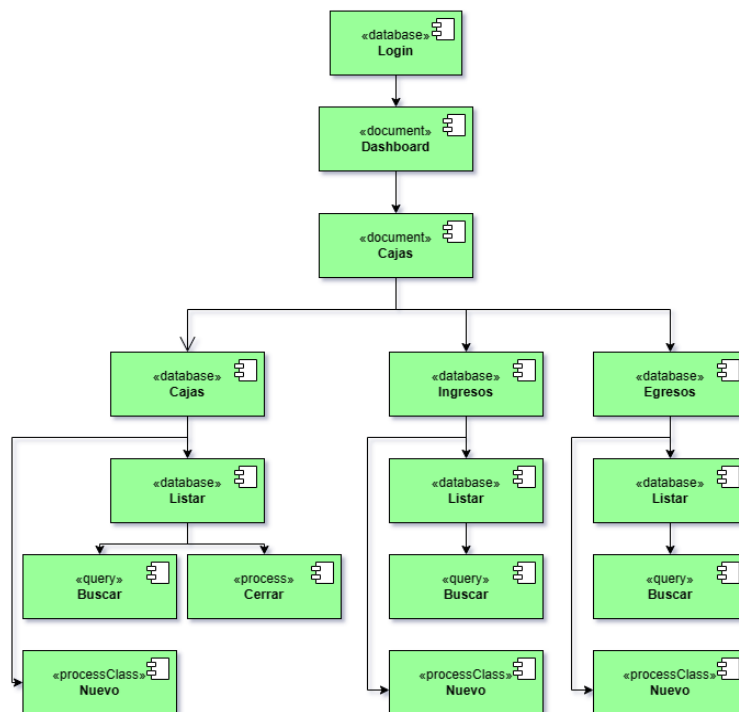 «database»
Login
«document»
Dashboard
«document»
Cajas
«database»
Cajas
«database»
Ingresos
«database»
Egresos
«database»
Listar
«database»
Listar
«database»
Listar
«query»
Buscar
«process»
Cerrar
«query»
Buscar
«query»
Buscar
«processClass»
Nuevo
«processClass»
Nuevo
«processClass»
Nuevo